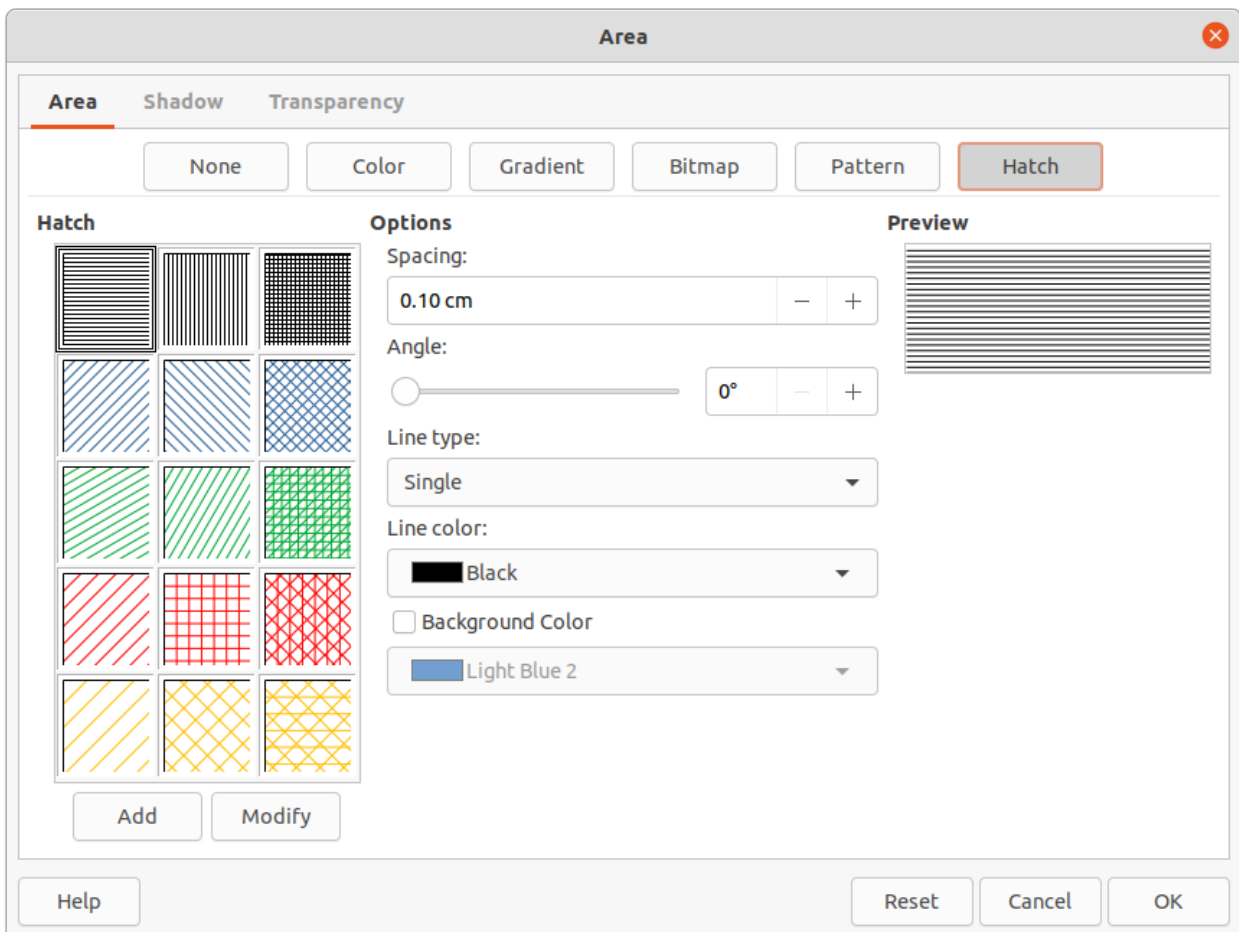 Area
Area Shadow Transparency
None Color Gradient Bitmap Pattern Hatch
Hatch
Options
Preview
Spacing:
0.10 cm
Angle:
0°
Line type:
Single
Line color:
Black
Background Color
Light Blue 2
Add Modify
Help Reset Cancel OK